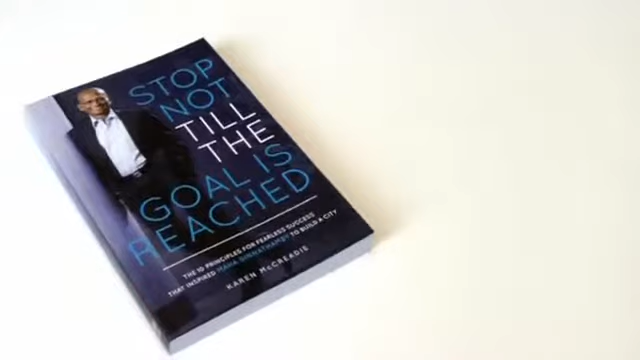 STOP
NOT
TILL
THE
GOAL IS
REACHED
THE 10 PRINCIPLES FOR FEARLESS SUCCESS
THAT INSPIRED MAHA SINNATHAMBY TO BUILD A CITY
KAREN McCREADIE